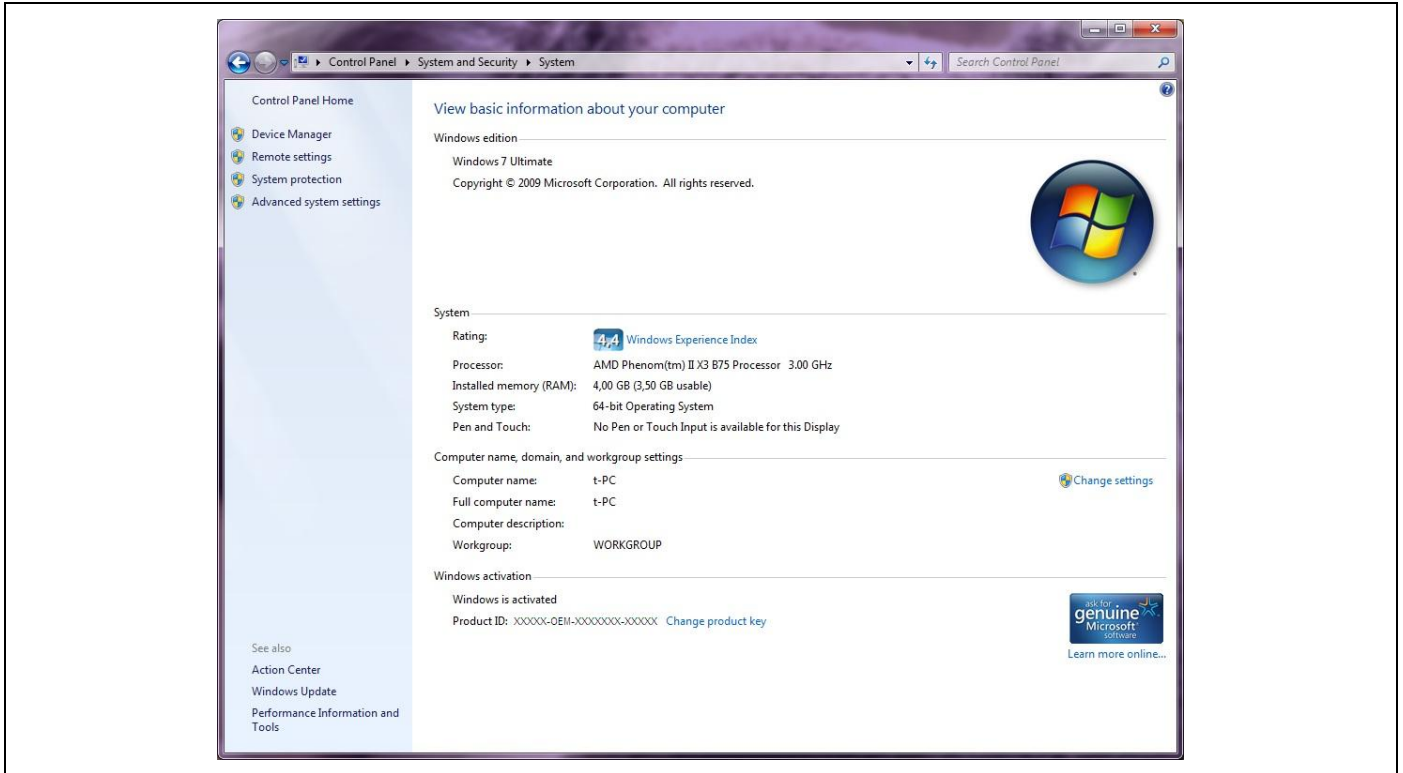 Control Panel ▸ System and Security ▸ System
Search Control Panel
Control Panel Home
Device Manager
Remote settings
System protection
Advanced system settings
See also
Action Center
Windows Update
Performance Information and
Tools
View basic information about your computer
Windows edition
Windows 7 Ultimate
Copyright © 2009 Microsoft Corporation. All rights reserved.
System
Rating: 4,4 Windows Experience Index
Processor: AMD Phenom(tm) II X3 B75 Processor 3.00 GHz
Installed memory (RAM): 4,00 GB (3,50 GB usable)
System type: 64-bit Operating System
Pen and Touch: No Pen or Touch Input is available for this Display
Computer name, domain, and workgroup settings
Computer name: t-PC
Change settings
Full computer name: t-PC
Computer description:
Workgroup: WORKGROUP
Windows activation
Windows is activated
Product ID: XXXXX-OEM-XXXXXXX-XXXXX Change product key
ask for
genuine
Microsoft
software
Learn more online...